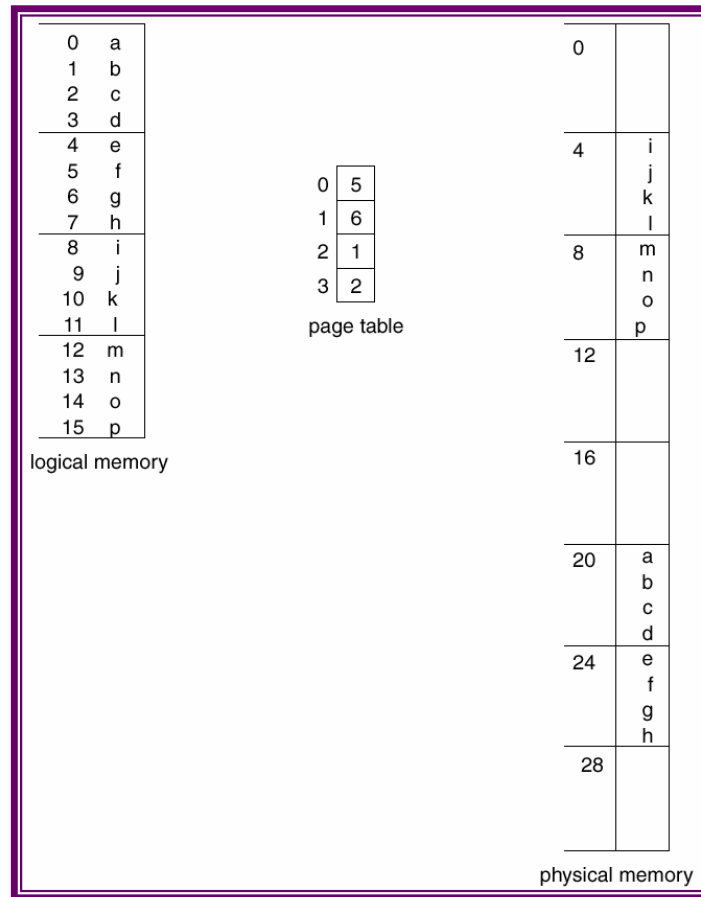 0 a
1 b
2 c
3 d
4 e
5 f
6 g
7 h
8 i
9 j
10 k
11 l
12 m
13 n
14 o
15 p
logical memory
0 5
1 6
2 1
3 2
page table
0
4 i
j
k
l
8 m
n
o
p
12
16
20 a
b
c
d
24 e
f
g
h
28
physical memory